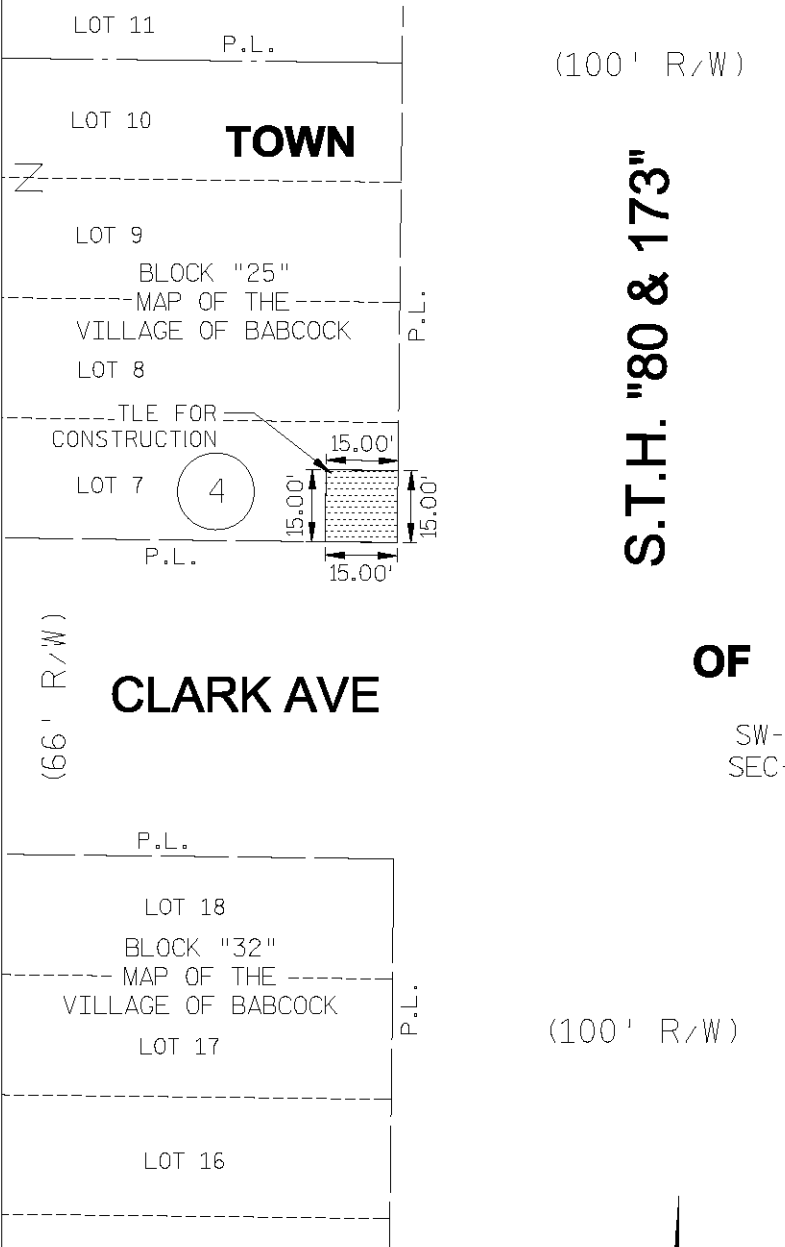 LOT 11
P.L.
(100' R/W)
LOT 10
TOWN
N
S.T.H. "80 & 173"
LOT 9
BLOCK "25"
MAP OF THE
VILLAGE OF BABCOCK
P.L.
LOT 8
TLE FOR
CONSTRUCTION
15.00'
LOT 7
4
15.00'
15.00'
P.L.
15.00'
(66' R/W)
CLARK AVE
OF
SW-
SEC-
P.L.
LOT 18
BLOCK "32"
MAP OF THE
VILLAGE OF BABCOCK
P.L.
LOT 17
(100' R/W)
LOT 16